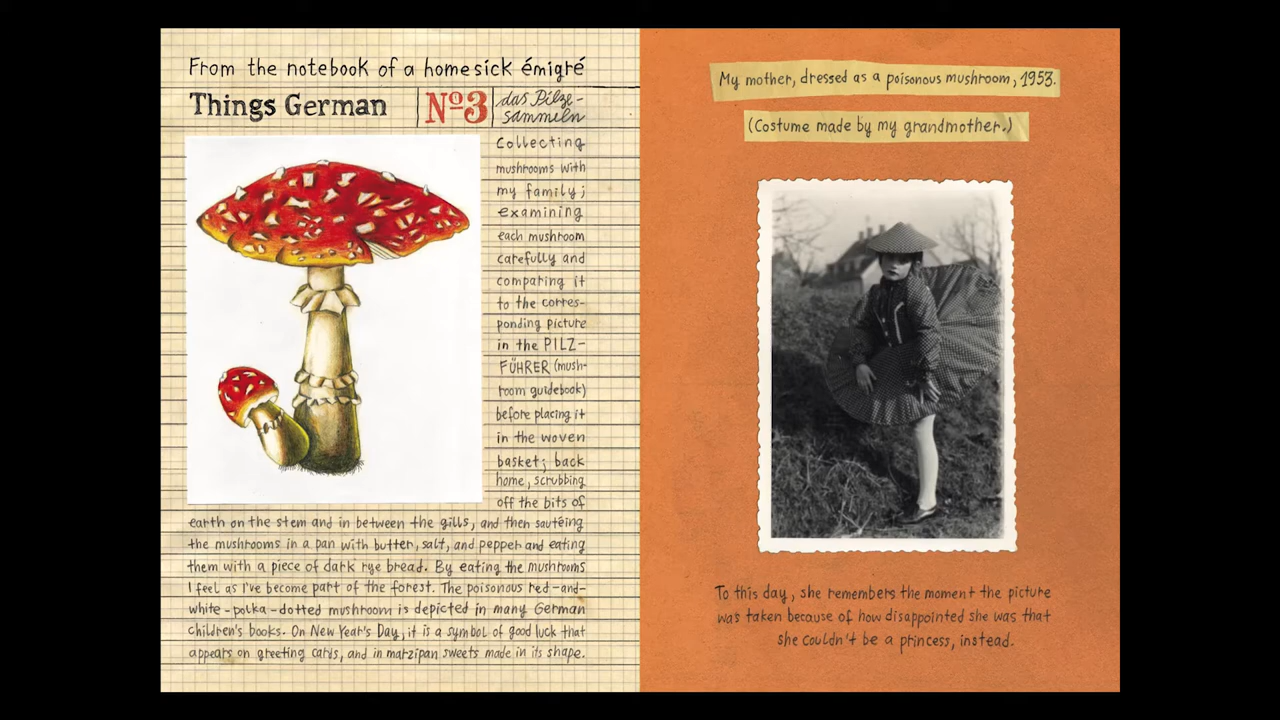 From the notebook of a homesick émigré
Things German
Nº3
das Pilze-
sammeln
Collecting
mushrooms with
my family;
examining
each mushroom
carefully and
comparing it
to the corres-
ponding picture
in the PILZ-
FÜHRER (mush-
room guidebook)
before placing it
in the woven
basket; back
home, scrubbing
off the bits of
earth on the stem and in between the gills, and then sautéing
the mushrooms in a pan with butter, salt, and pepper and eating
them with a piece of dark rye bread. By eating the mushrooms
I feel as I've become part of the forest. The poisonous red-and-
white-polka-dotted mushroom is depicted in many German
children's books. On New Year's Day, it is a symbol of good luck that
appears on greeting cards, and in marzipan sweets made in its shape.
My mother, dressed as a poisonous mushroom, 1953.
(Costume made by my grandmother.)
To this day, she remembers the moment the picture
was taken because of how disappointed she was that
she couldn't be a princess, instead.